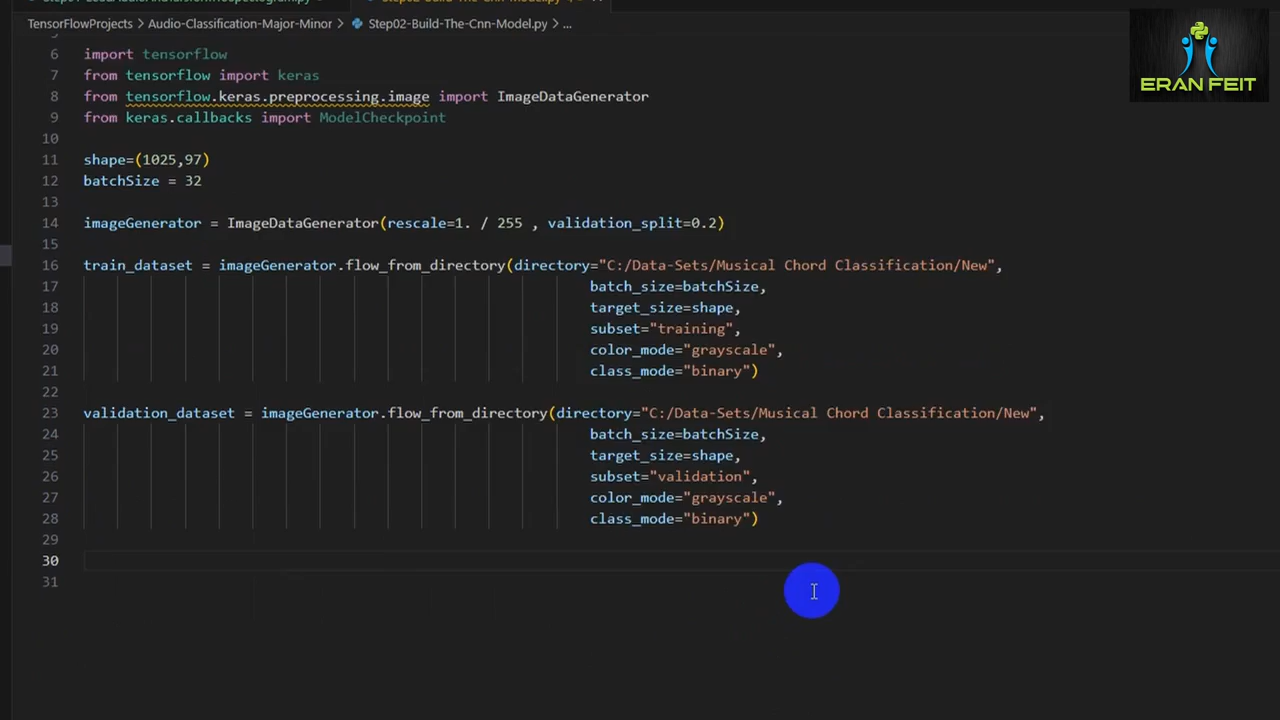 TensorFlowProjects > Audio-Classification-Major-Minor > Step02-Build-The-Cnn-Model.py > ...
ERAN FEIT
6 import tensorflow
7 from tensorflow import keras
8 from tensorflow.keras.preprocessing.image import ImageDataGenerator
9 from keras.callbacks import ModelCheckpoint
10
11 shape=(1025,97)
12 batchSize = 32
13
14 imageGenerator = ImageDataGenerator(rescale=1. / 255 , validation_split=0.2)
15
16 train_dataset = imageGenerator.flow_from_directory(directory="C:/Data-Sets/Musical Chord Classification/New",
17 batch_size=batchSize,
18 target_size=shape,
19 subset="training",
20 color_mode="grayscale",
21 class_mode="binary")
22
23 validation_dataset = imageGenerator.flow_from_directory(directory="C:/Data-Sets/Musical Chord Classification/New",
24 batch_size=batchSize,
25 target_size=shape,
26 subset="validation",
27 color_mode="grayscale",
28 class_mode="binary")
29
30
31